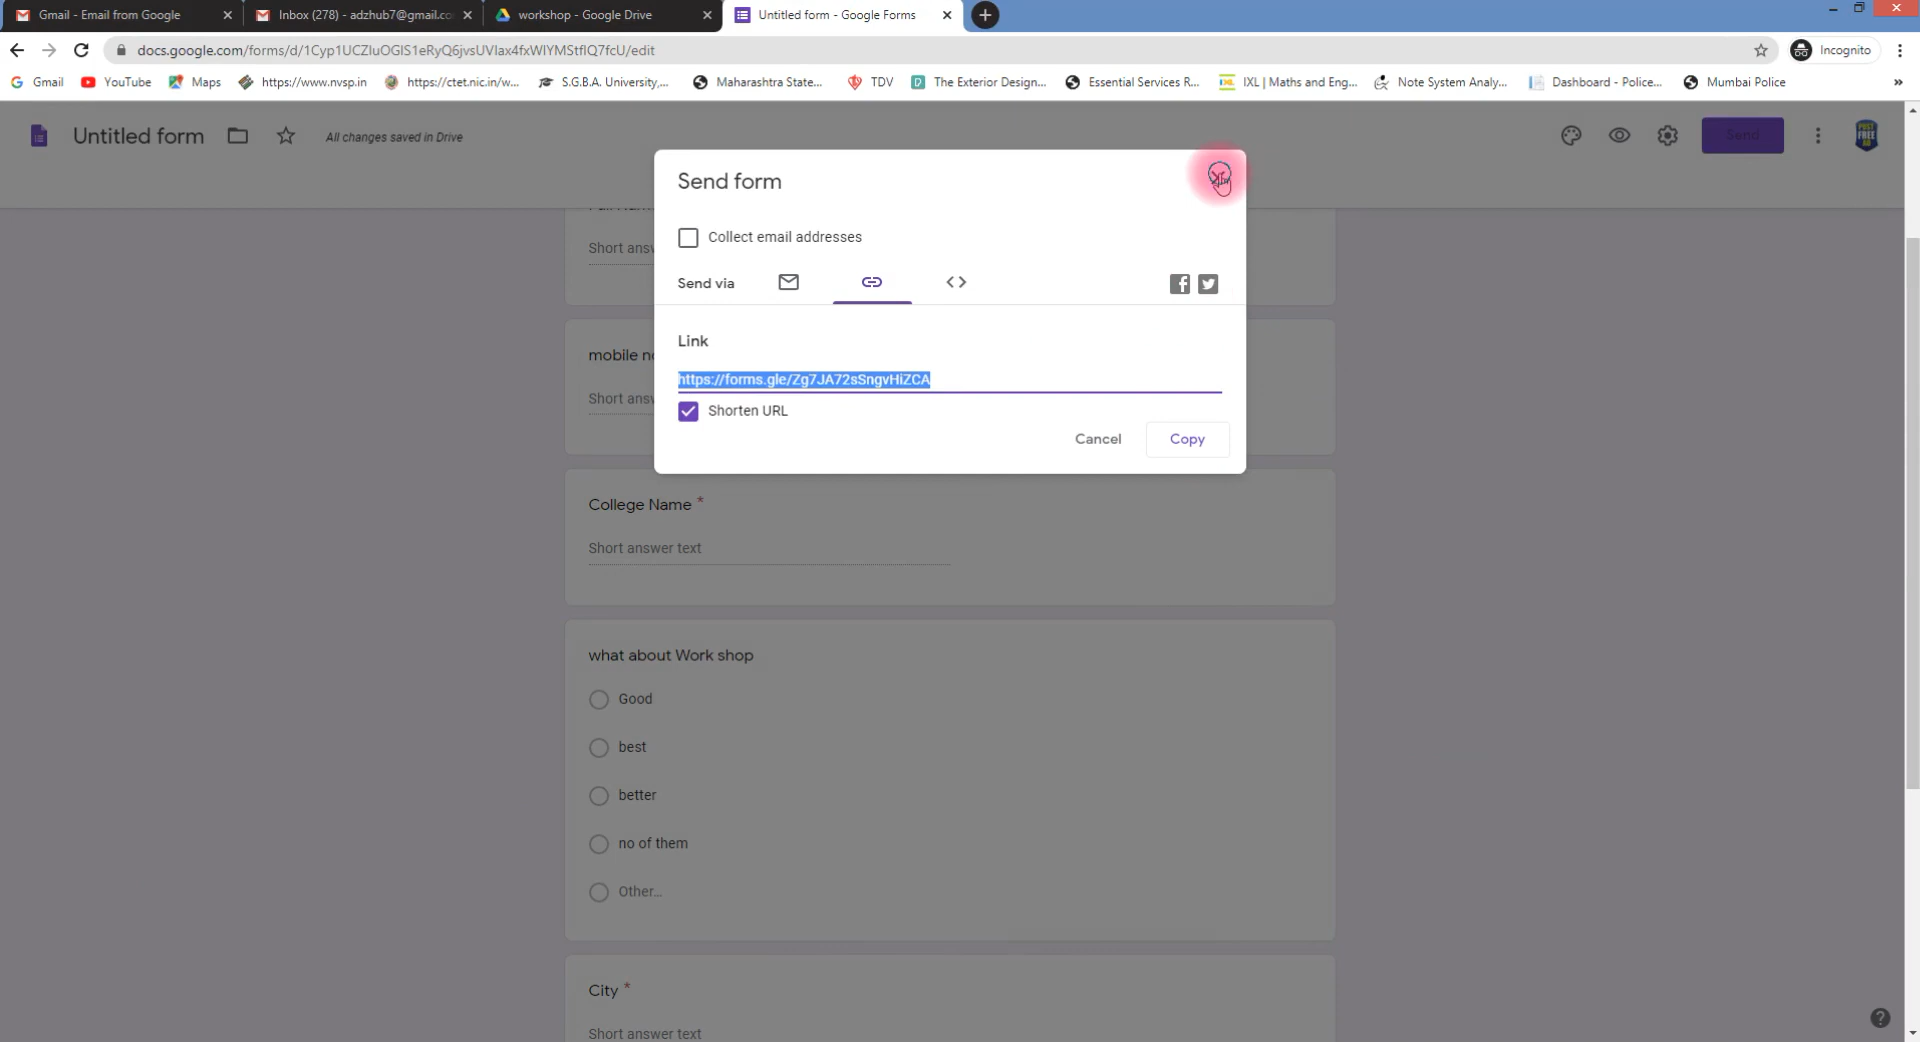 Gmail - Email from Google
Inbox (278) - adzhub7@gmail.co
workshop - Google Drive
Untitled form - Google Forms
docs.google.com/forms/d/1Cyp1UCZIuOGIS1eRyQ6jvsUVIax4fxWIYMStfIQ7fcU/edit
Incognito
Gmail
YouTube
Maps
https://www.nvsp.in
https://ctet.nic.in/w...
S.G.B.A. University,...
Maharashtra State...
TDV
The Exterior Design...
Essential Services R...
IXL | Maths and Eng...
Note System Analy...
Dashboard - Police...
Mumbai Police
»
Untitled form
All changes saved in Drive
Send
Send form
Collect email addresses
Short answ
Send via
Link
mobile no
https://forms.gle/Zg7JA72sSngvHiZCA
Short answ
Shorten URL
Cancel
Copy
College Name *
Short answer text
what about Work shop
Good
best
better
no of them
Other...
City *
Short answer text